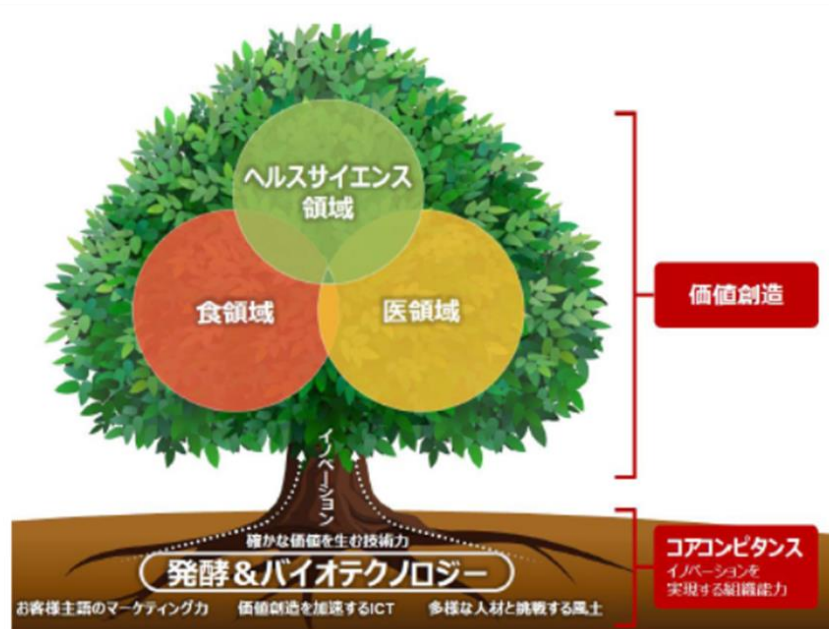 ヘルスサイエンス
領域
食領域
医領域
価値創造
イノベーション
確かな価値を生む技術力
発酵&バイオテクノロジー
お客様主語のマーケティング力
価値創造を加速するICT
多様な人材と挑戦する風土
コアコンピタンス
イノベーションを
実現する組織能力